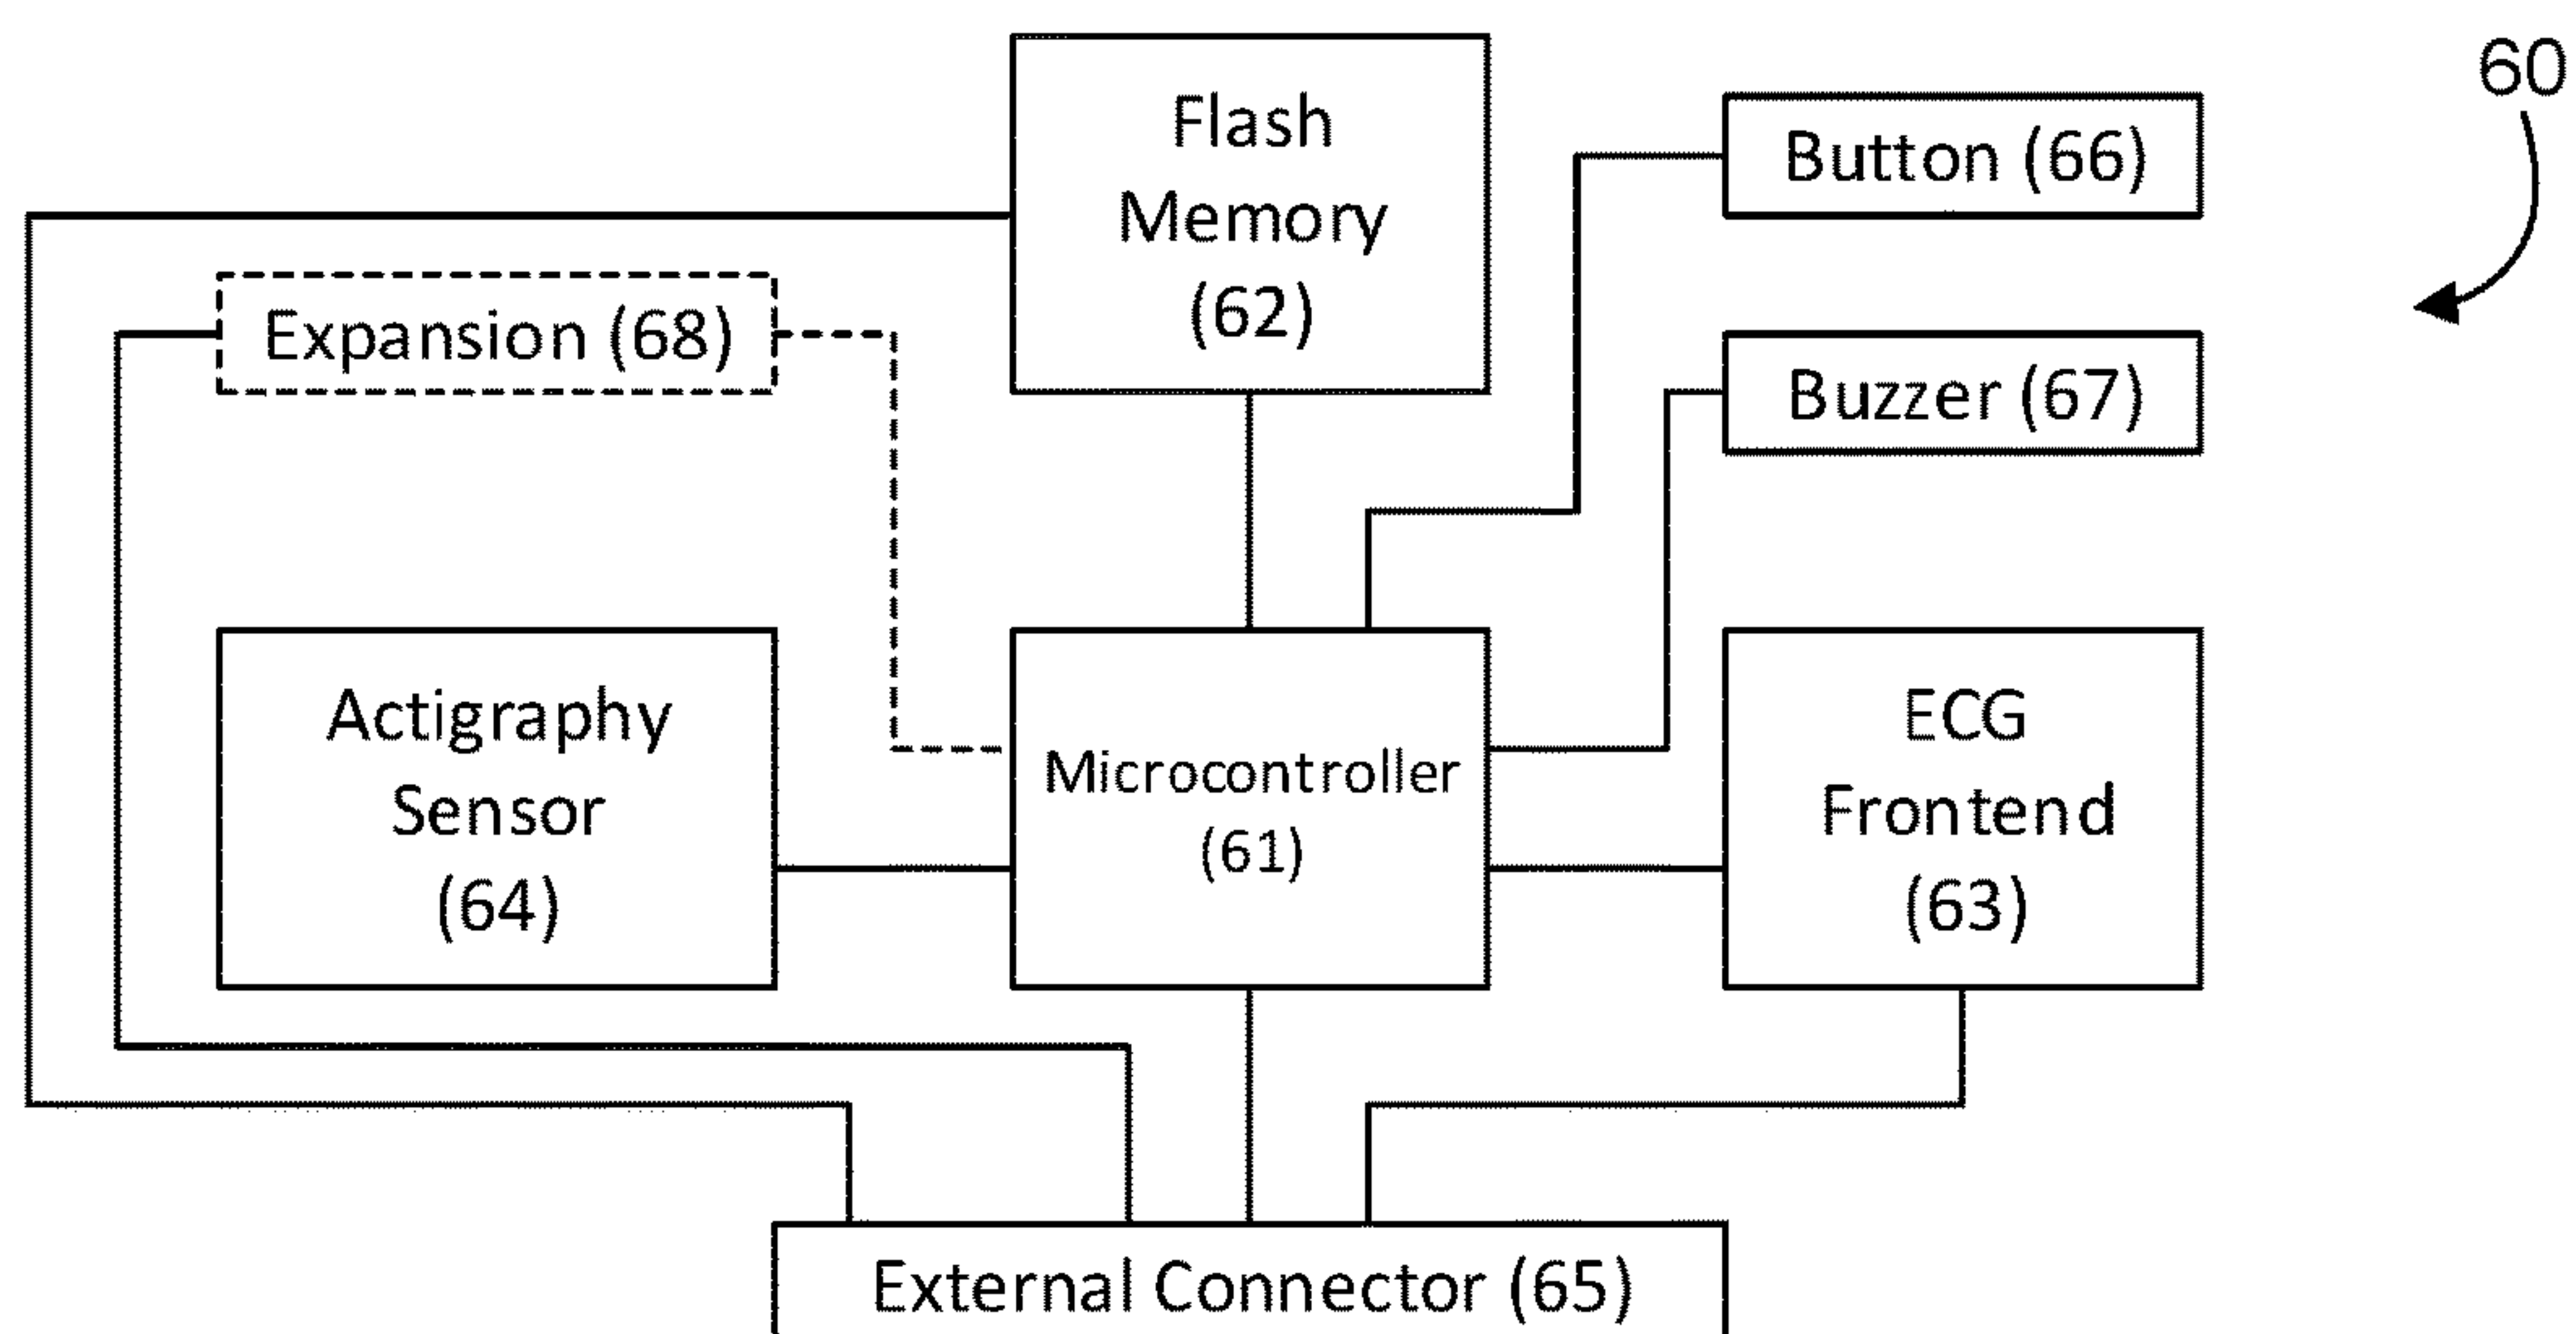 60
Flash
Memory
(62)
Button (66)
Expansion (68)
Buzzer (67)
Actigraphy
Sensor
(64)
Microcontroller
(61)
ECG
Frontend
(63)
External Connector (65)